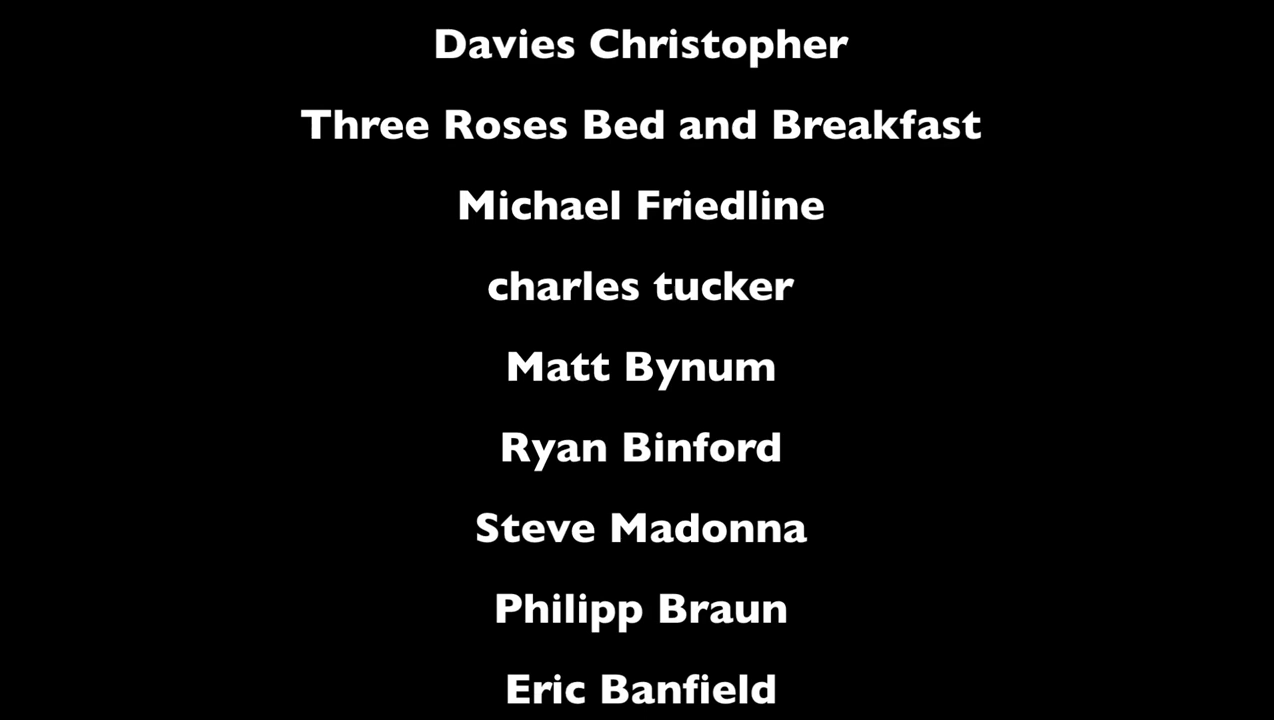 Davies Christopher
Three Roses Bed and Breakfast
Michael Friedline
charles tucker
Matt Bynum
Ryan Binford
Steve Madonna
Philipp Braun
Eric Banfield